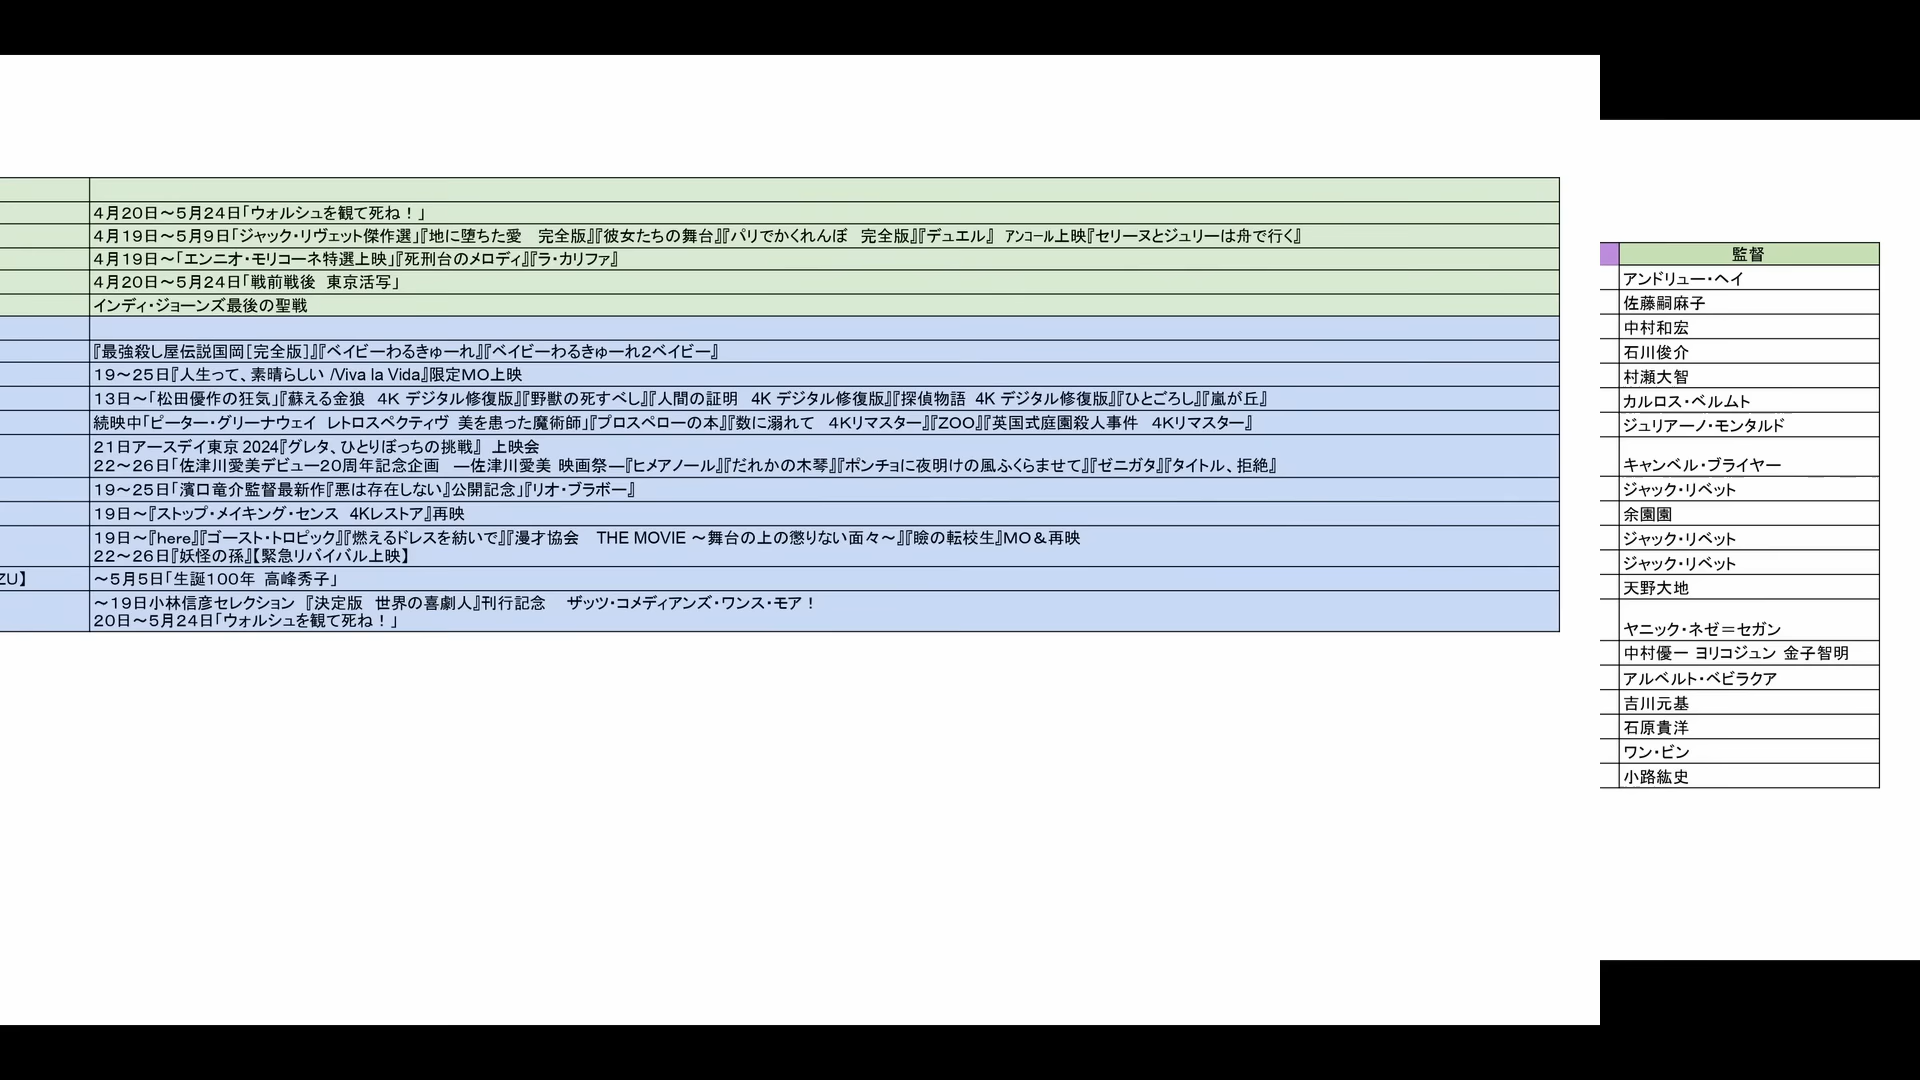 4月20日～5月24日「ウォルシュを観て死ね！」
4月19日～5月9日「ジャック・リヴェット傑作選」『地に堕ちた愛　完全版』『彼女たちの舞台』『パリでかくれんぼ　完全版』『デュエル』 ｱﾝｺｰﾙ上映『セリーヌとジュリーは舟で行く』
4月19日～「エンニオ・モリコーネ特選上映」『死刑台のメロディ』『ラ・カリファ』
4月20日～5月24日「戦前戦後　東京活写」
インディ・ジョーンズ最後の聖戦
『最強殺し屋伝説国岡［完全版］』『ベイビーわるきゅーれ』『ベイビーわるきゅーれ2ベイビー』
19～25日『人生って、素晴らしい /Viva la Vida』限定MO上映
13日～「松田優作の狂気」『蘇える金狼　4K デジタル修復版』『野獣の死すべし』『人間の証明　4K デジタル修復版』『探偵物語 4K デジタル修復版』『ひとごろし』『嵐が丘』
続映中「ピーター・グリーナウェイ　レトロスペクティヴ 美を患った魔術師」『プロスペローの本』『数に溺れて　4Kリマスター』『ZOO』『英国式庭園殺人事件　4Kリマスター』
21日アースデイ東京 2024『グレタ、ひとりぼっちの挑戦』 上映会
22～26日「佐津川愛美デビュー20周年記念企画　―佐津川愛美 映画祭―『ヒメアノール』『だれかの木琴』『ポンチョに夜明けの風ふくらませて』『ゼニガタ』『タイトル、拒絶』
19～25日「濱口竜介監督最新作『悪は存在しない』公開記念」『リオ・ブラボー』
19日～『ストップ・メイキング・センス 4Kレストア』再映
19日～『here』『ゴースト・トロピック』『燃えるドレスを紡いで』『漫才協会　THE MOVIE ～舞台の上の懲りない面々～』『瞼の転校生』MO＆再映
22～26日『妖怪の孫』【緊急リバイバル上映】
ZU】
～5月5日「生誕100年 高峰秀子」
～19日小林信彦セレクション 『決定版　世界の喜劇人』刊行記念　ザッツ・コメディアンズ・ワンス・モア！
20日～5月24日「ウォルシュを観て死ね！」
監督
アンドリュー・ヘイ
佐藤嗣麻子
中村和宏
石川俊介
村瀬大智
カルロス・ベルムト
ジュリアーノ・モンタルド
キャンベル・ブライヤー
ジャック・リベット
余園園
ジャック・リベット
ジャック・リベット
天野大地
ヤニック・ネゼ＝セガン
中村優一 ヨリコジュン 金子智明
アルベルト・ベビラクア
吉川元基
石原貴洋
ワン・ビン
小路紘史